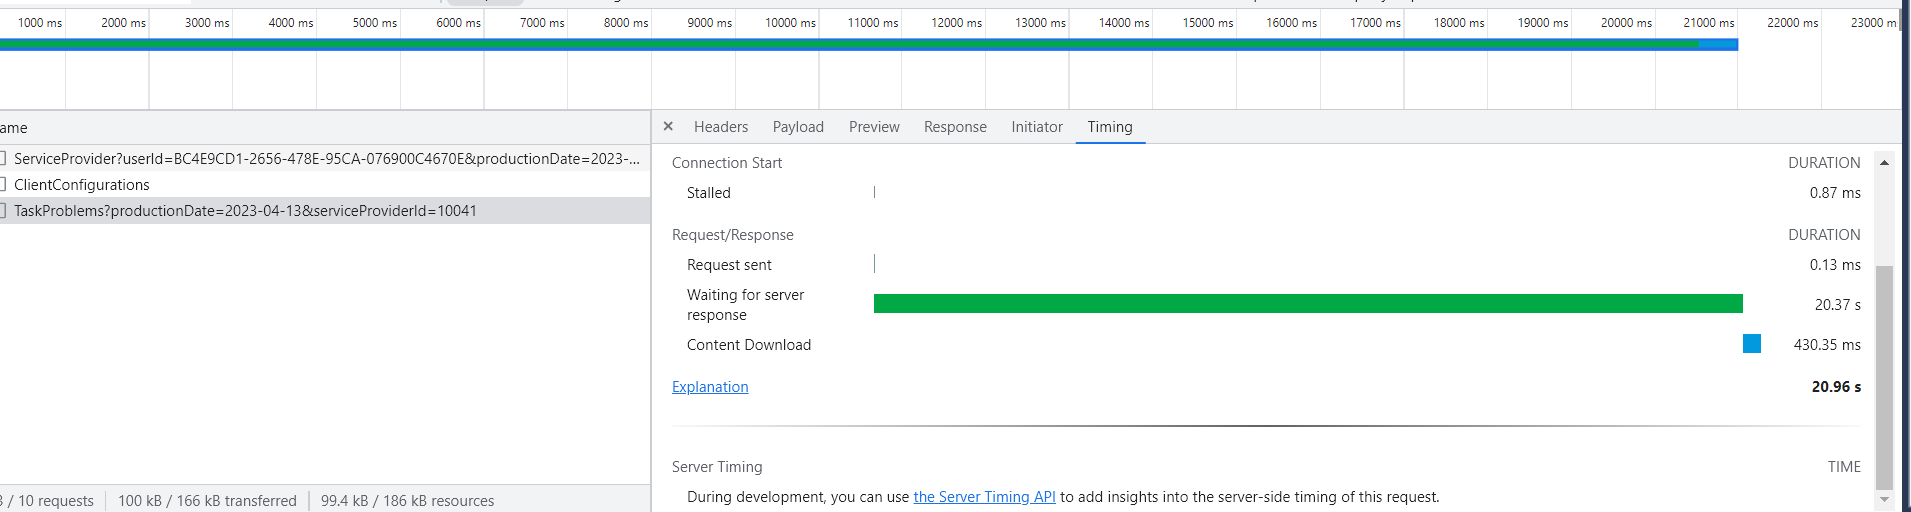 1000 ms 2000 ms 3000 ms 4000 ms 5000 ms 6000 ms 7000 ms 8000 ms 9000 ms 10000 ms 11000 ms 12000 ms 13000 ms 14000 ms 15000 ms 16000 ms 17000 ms 18000 ms 19000 ms 20000 ms 21000 ms 22000 ms 23000 m
ame
ServiceProvider?userId=BC4E9CD1-2656-478E-95CA-076900C4670E&productionDate=2023-...
ClientConfigurations
TaskProblems?productionDate=2023-04-13&serviceProviderId=10041
3 / 10 requests 100 kB / 166 kB transferred 99.4 kB / 186 kB resources
× Headers Payload Preview Response Initiator Timing
Connection Start DURATION
Stalled 0.87 ms
Request/Response DURATION
Request sent 0.13 ms
Waiting for server
response 20.37 s
Content Download 430.35 ms
Explanation 20.96 s
Server Timing TIME
During development, you can use the Server Timing API to add insights into the server-side timing of this request.